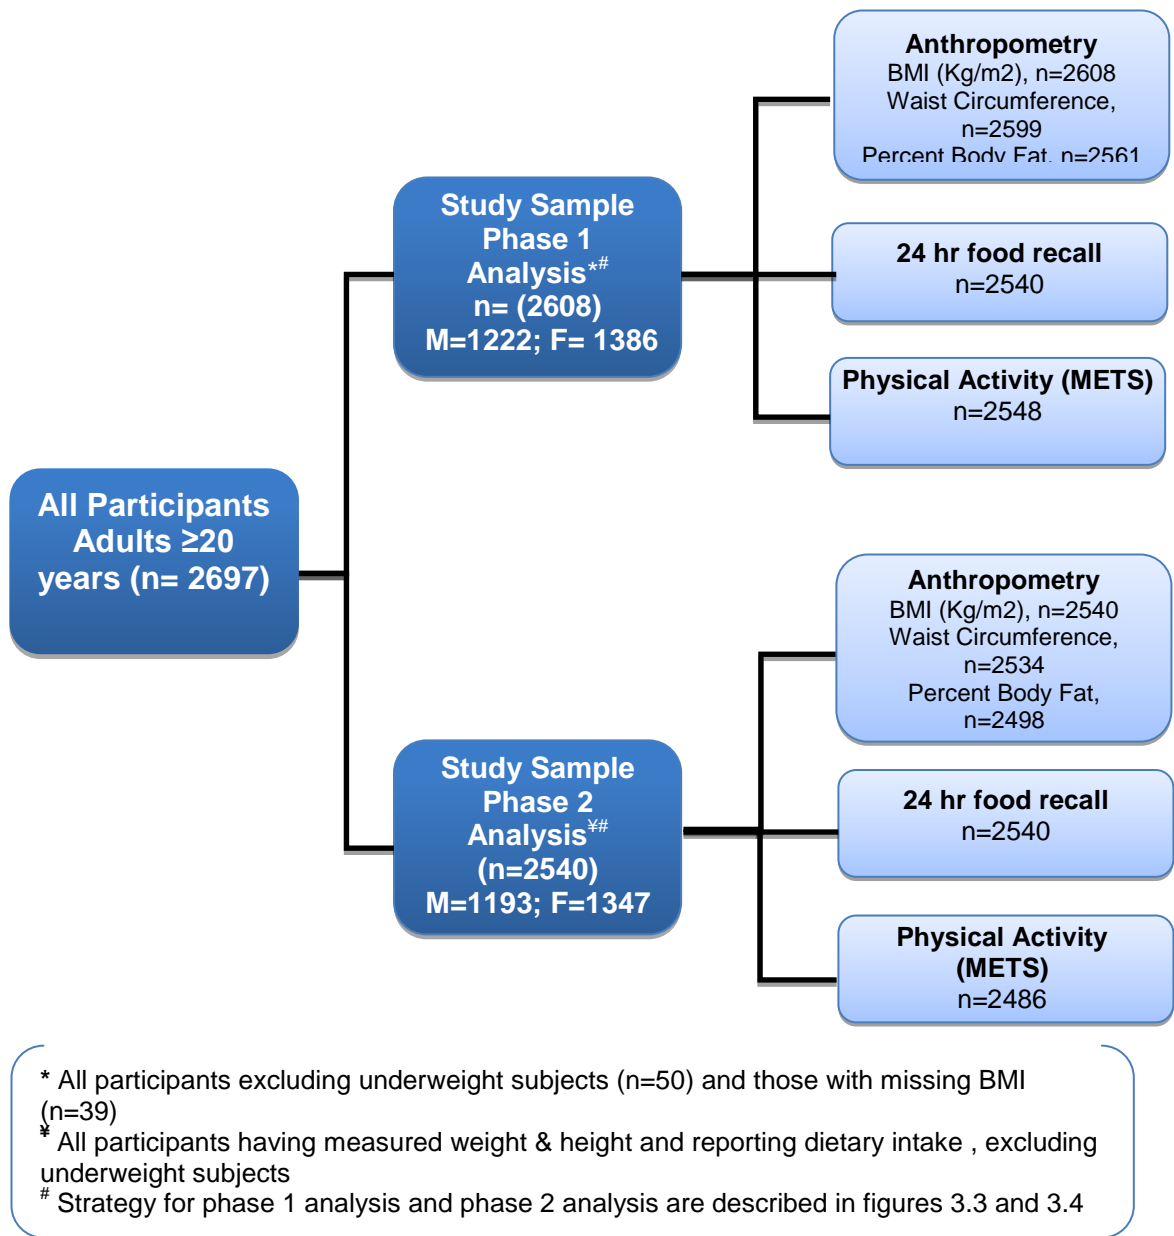 All Participants
Adults ≥20
years (n= 2697)
Study Sample
Phase 1
Analysis*#
n= (2608)
M=1222; F= 1386
Anthropometry
BMI (Kg/m2), n=2608
Waist Circumference,
n=2599
Percent Body Fat, n=2561
24 hr food recall
n=2540
Physical Activity (METS)
n=2548
Study Sample
Phase 2
Analysis¥#
(n=2540)
M=1193; F=1347
Anthropometry
BMI (Kg/m2), n=2540
Waist Circumference,
n=2534
Percent Body Fat,
n=2498
24 hr food recall
n=2540
Physical Activity
(METS)
n=2486
* All participants excluding underweight subjects (n=50) and those with missing BMI
(n=39)
¥ All participants having measured weight & height and reporting dietary intake , excluding
underweight subjects
# Strategy for phase 1 analysis and phase 2 analysis are described in figures 3.3 and 3.4